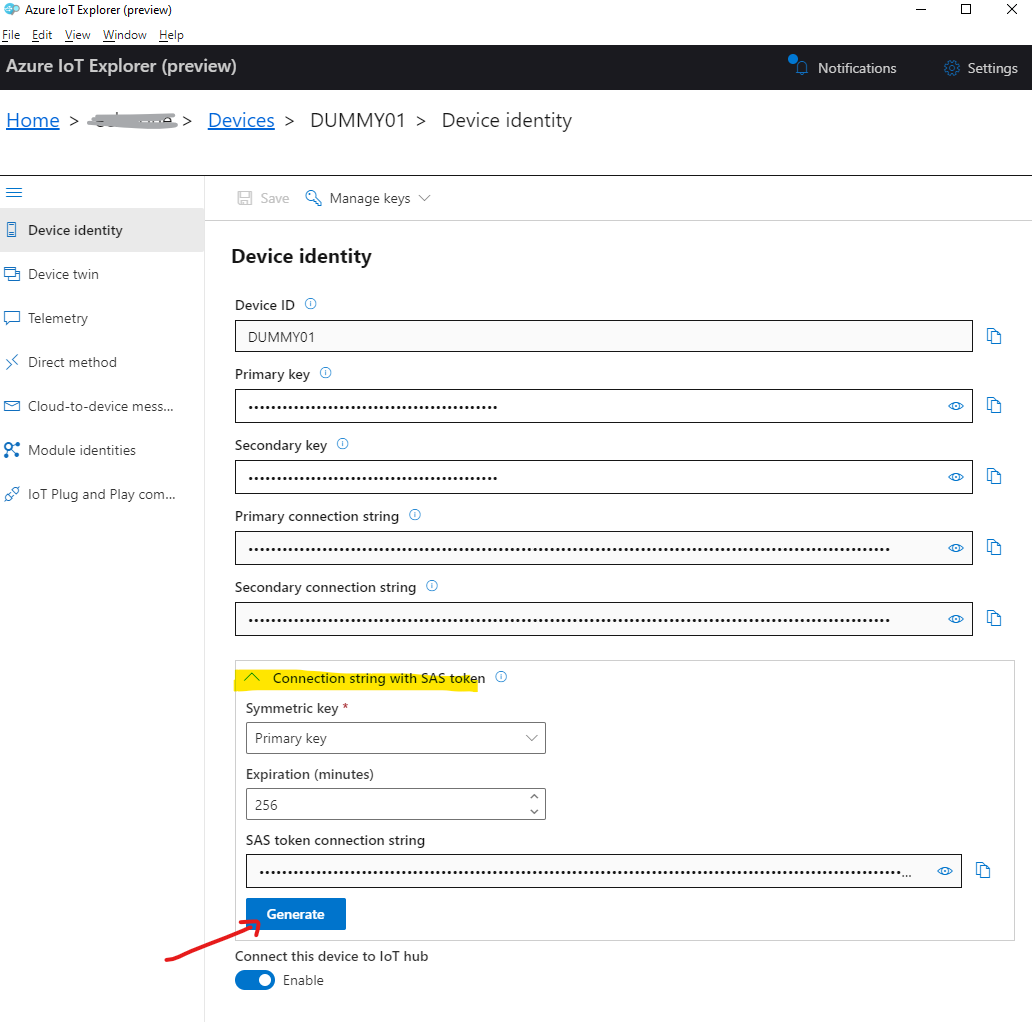 Azure IoT Explorer (preview)
File Edit View Window Help
Azure IoT Explorer (preview)
Notifications
Settings
Home > > Devices > DUMMY01 > Device identity
Save
Manage keys
Device identity
Device twin
Telemetry
Direct method
Cloud-to-device mess...
Module identities
IoT Plug and Play com...
Device identity
Device ID
DUMMY01
Primary key
••••••••••••••••••••••••••••••••••••••••••••
Secondary key
••••••••••••••••••••••••••••••••••••••••••••
Primary connection string
Secondary connection string
Connection string with SAS token
Symmetric key *
Primary key
Expiration (minutes)
256
SAS token connection string
Generate
Connect this device to IoT hub
Enable